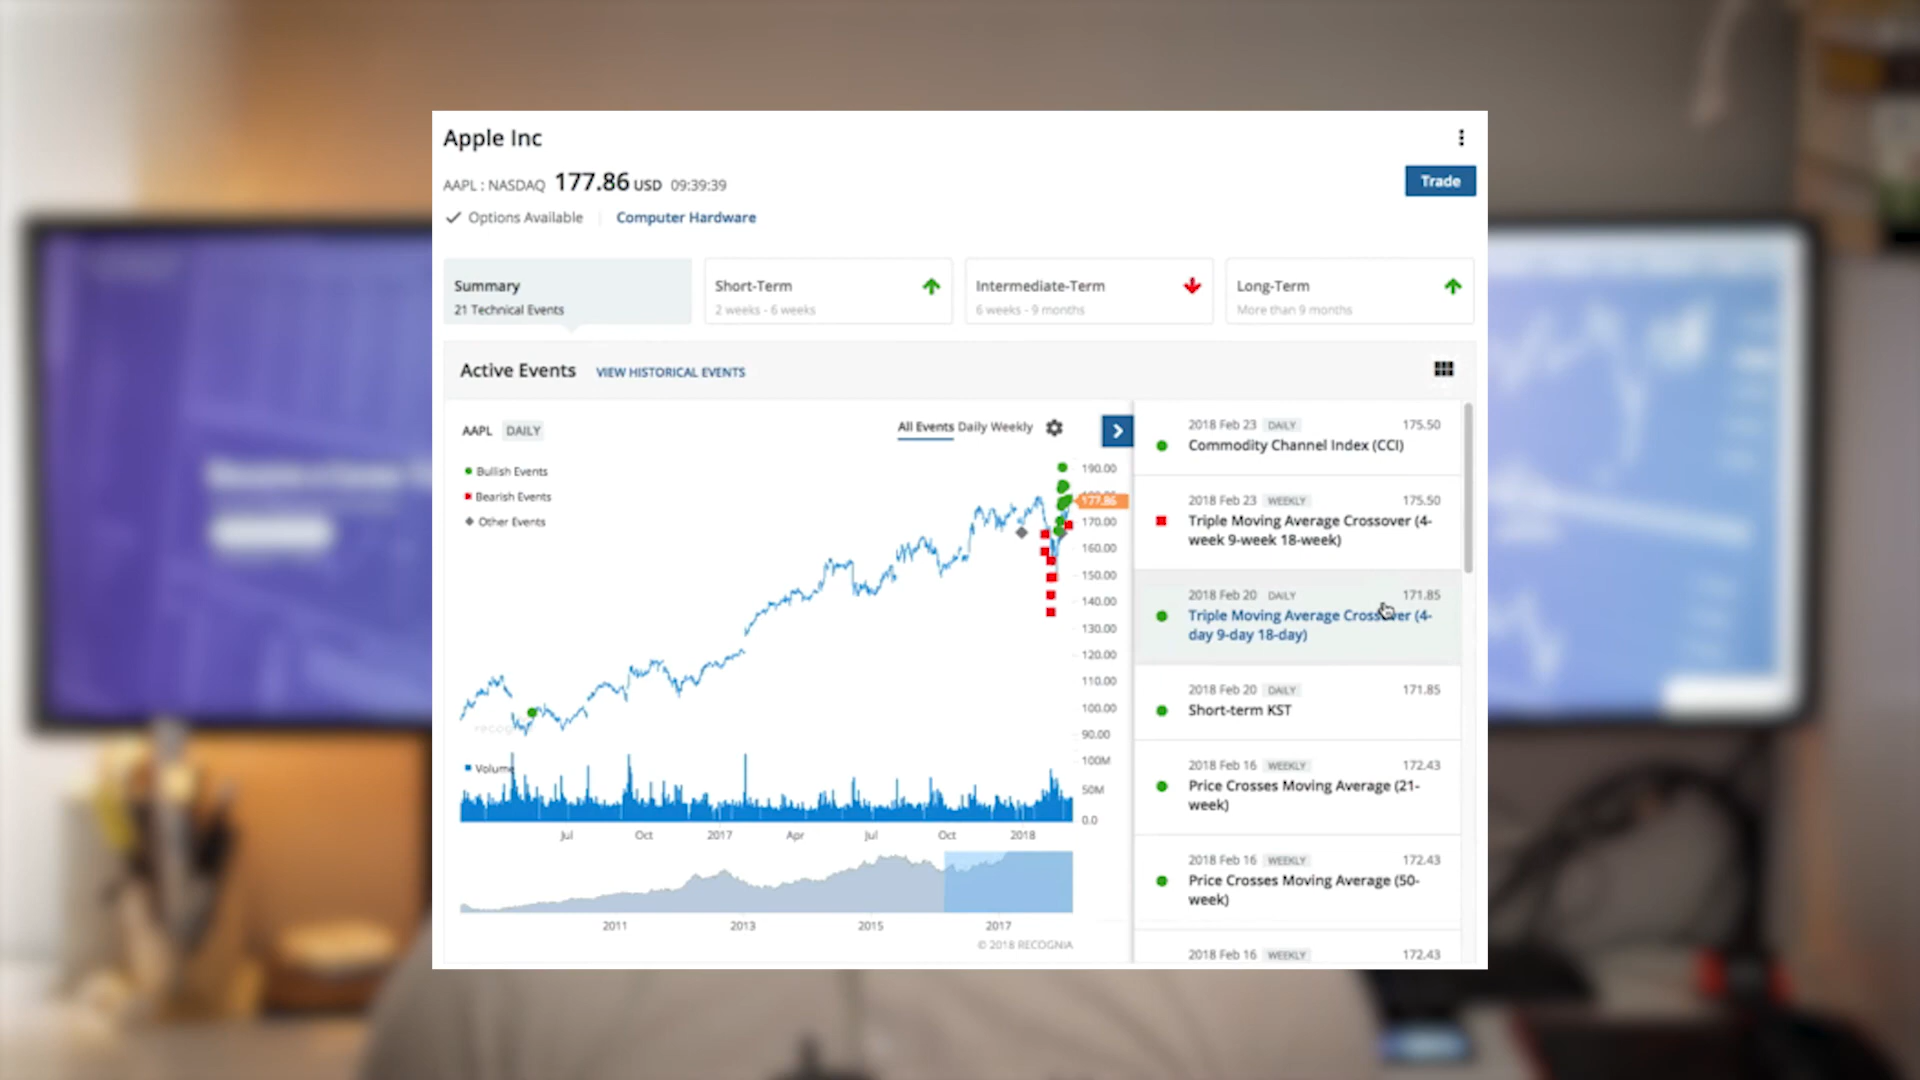 Apple Inc
AAPL : NASDAQ 177.86 USD 09:39:39
Trade
Options Available
Computer Hardware
Summary
21 Technical Events
Short-Term
2 weeks - 6 weeks
Intermediate-Term
6 weeks - 9 months
Long-Term
More than 9 months
Active Events
VIEW HISTORICAL EVENTS
AAPL DAILY
All Events Daily Weekly
Bullish Events
Bearish Events
Other Events
190.00
177.86
170.00
160.00
150.00
140.00
130.00
120.00
110.00
100.00
90.00
Volume
100M
50M
0.0
Jul
Oct
2017
Apr
Jul
Oct
2018
2011
2013
2015
2017
© 2018 RECOGNIA
2018 Feb 23 DAILY 175.50
Commodity Channel Index (CCI)
2018 Feb 23 WEEKLY 175.50
Triple Moving Average Crossover (4-
week 9-week 18-week)
2018 Feb 20 DAILY 171.85
Triple Moving Average Crossover (4-
day 9-day 18-day)
2018 Feb 20 DAILY 171.85
Short-term KST
2018 Feb 16 WEEKLY 172.43
Price Crosses Moving Average (21-
week)
2018 Feb 16 WEEKLY 172.43
Price Crosses Moving Average (50-
week)
2018 Feb 16 WEEKLY 172.43